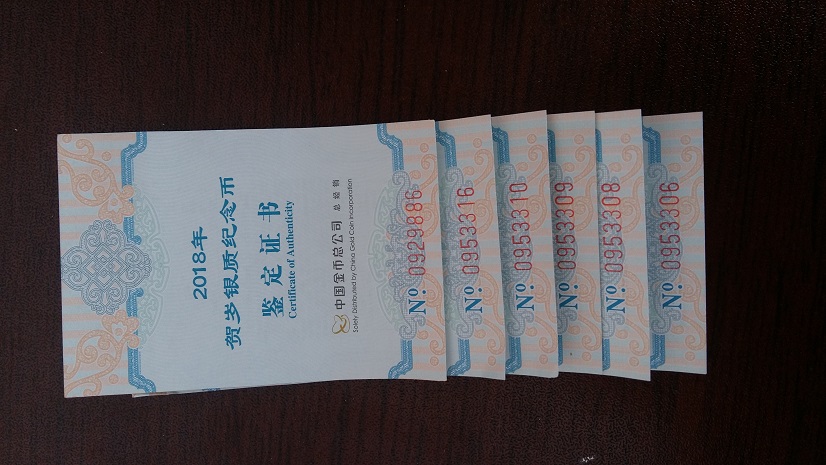 2018年
贺岁银质纪念币
鉴定证书
Certificate of Authenticity
中国金币总公司 总经销
Solely Distributed by China Gold Coin Incorporation
Nº 0929886
Nº 0953316
Nº 0953310
Nº 0953309
Nº 0953308
Nº 0953306